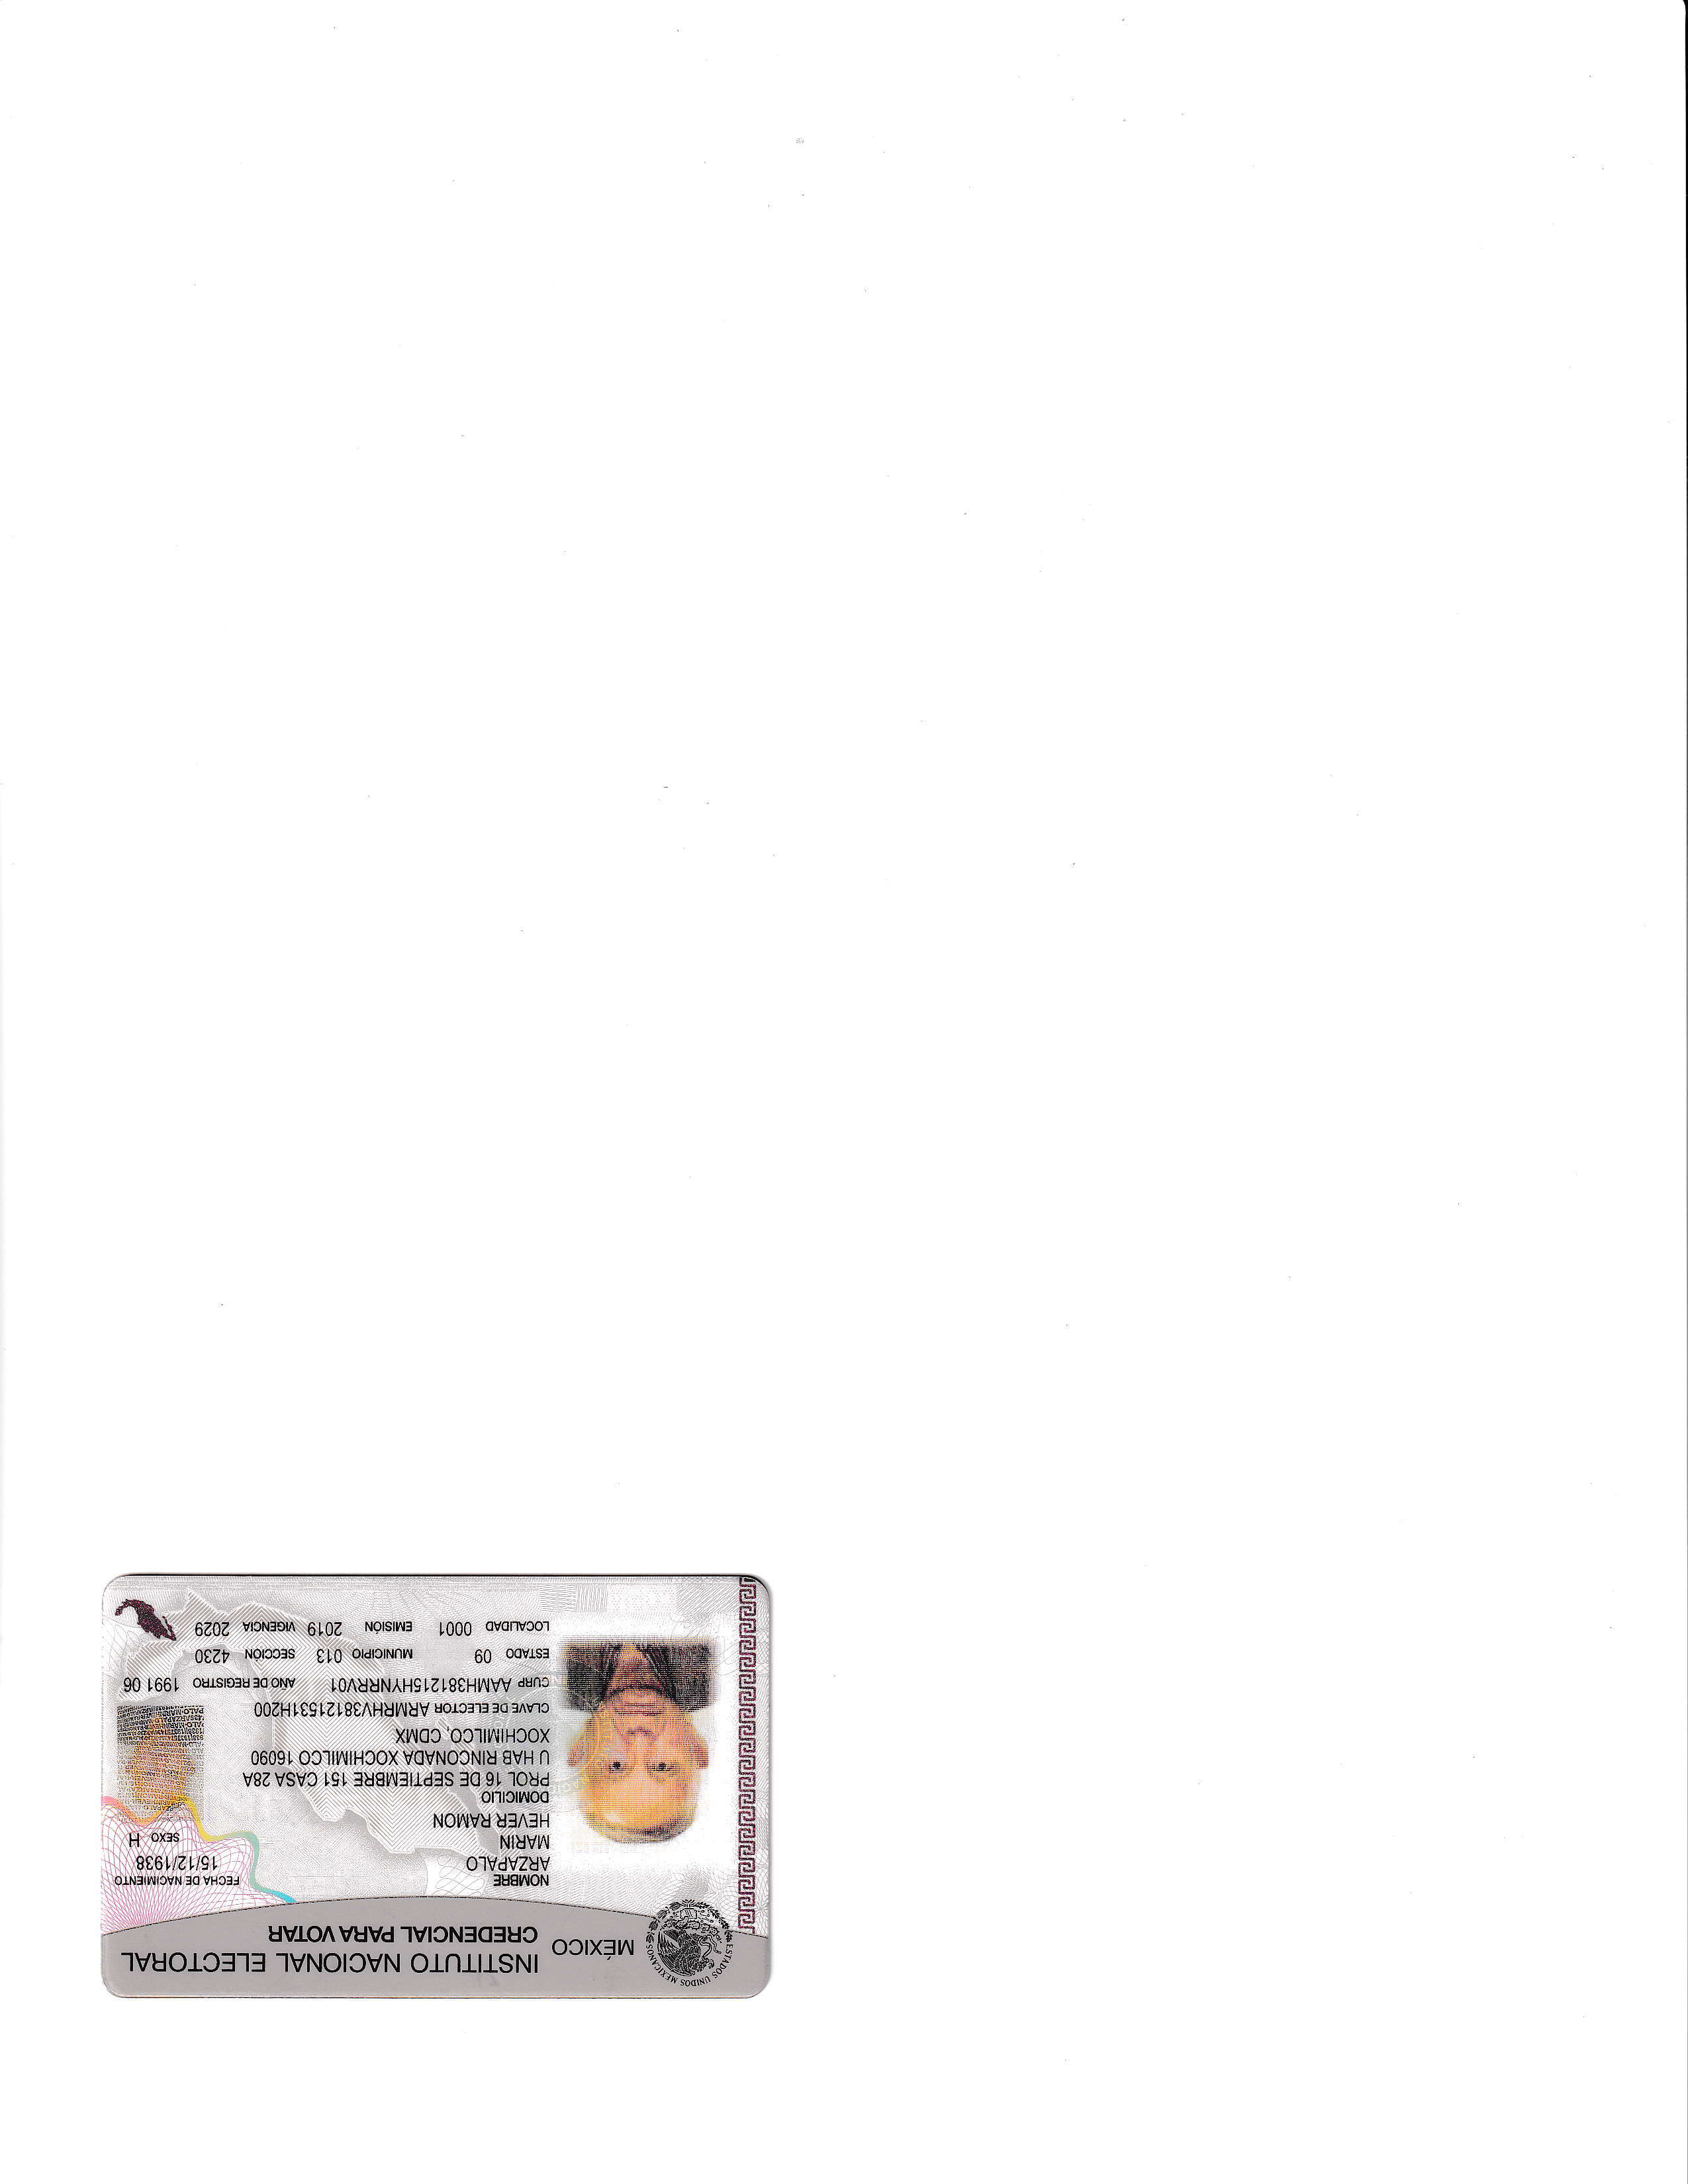 MÉXICO
INSTITUTO NACIONAL ELECTORAL
CREDENCIAL PARA VOTAR
ESTADOS UNIDOS MEXICANOS
NOMBRE
ARZAPALO
MARIN
HEVER RAMON
FECHA DE NACIMIENTO
15/12/1938
SEXO H
DOMICILIO
PROL 16 DE SEPTIEMBRE 151 CASA 28A
U HAB RINCONADA XOCHIMILCO 16090
XOCHIMILCO, CDMX
CLAVE DE ELECTOR ARMRHV38121531H200
CURP AAMH381215HYNRRV01 AÑO DE REGISTRO 1991 06
ESTADO 09 MUNICIPIO 013 SECCIÓN 4230
LOCALIDAD 0001 EMISIÓN 2019 VIGENCIA 2029